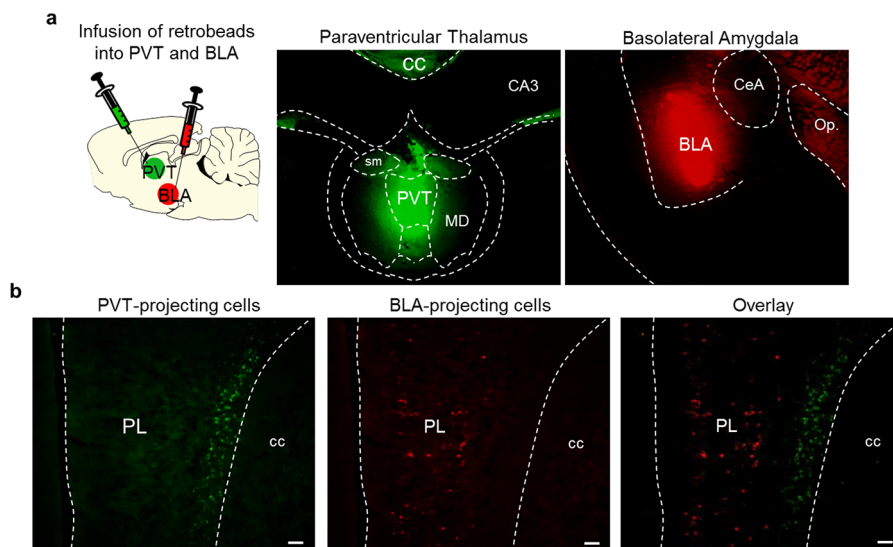 a
Infusion of retrobeads
into PVT and BLA
PVT
BLA
Paraventricular Thalamus
CC
CA3
sm
PVT
MD
Basolateral Amygdala
CeA
BLA
Op.
b
PVT-projecting cells
PL
cc
BLA-projecting cells
PL
cc
Overlay
PL
cc